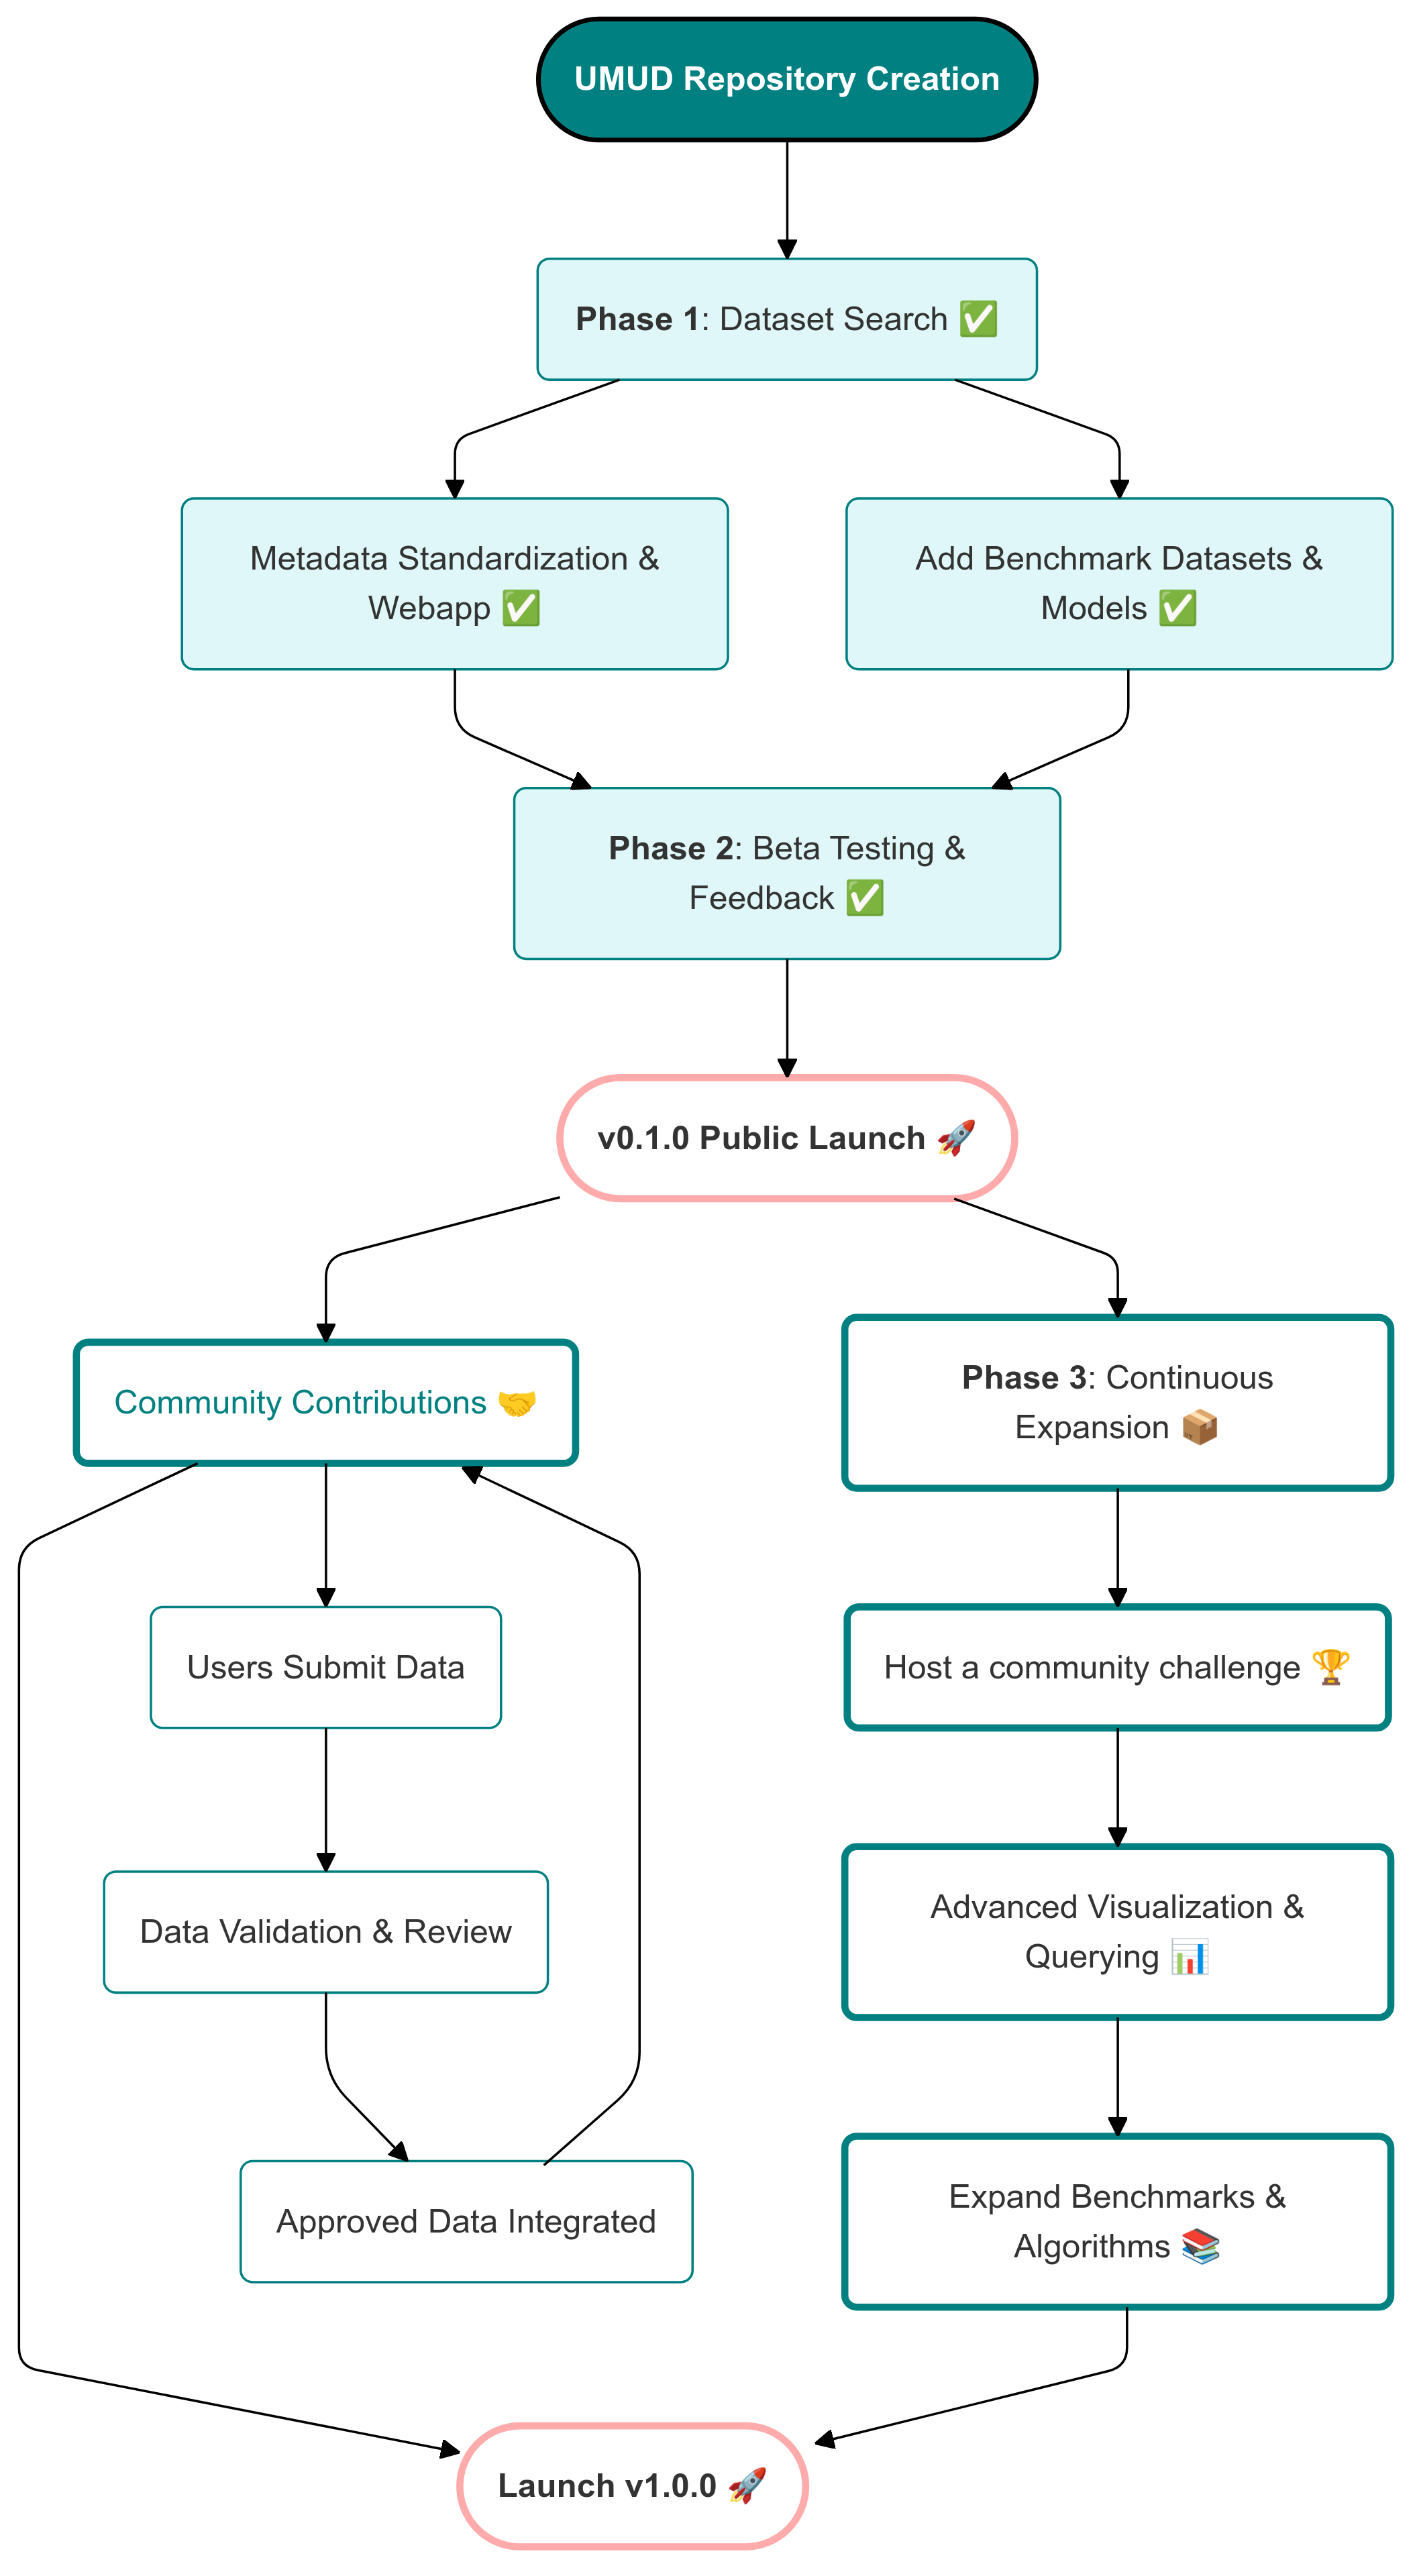 UMUD Repository Creation
Phase 1: Dataset Search ✅
Metadata Standardization &
Webapp ✅
Add Benchmark Datasets &
Models ✅
Phase 2: Beta Testing &
Feedback ✅
v0.1.0 Public Launch 🚀
Community Contributions 🤝
Phase 3: Continuous
Expansion 📦
Users Submit Data
Host a community challenge 🏆
Data Validation & Review
Advanced Visualization &
Querying 📊
Approved Data Integrated
Expand Benchmarks &
Algorithms 📚
Launch v1.0.0 🚀